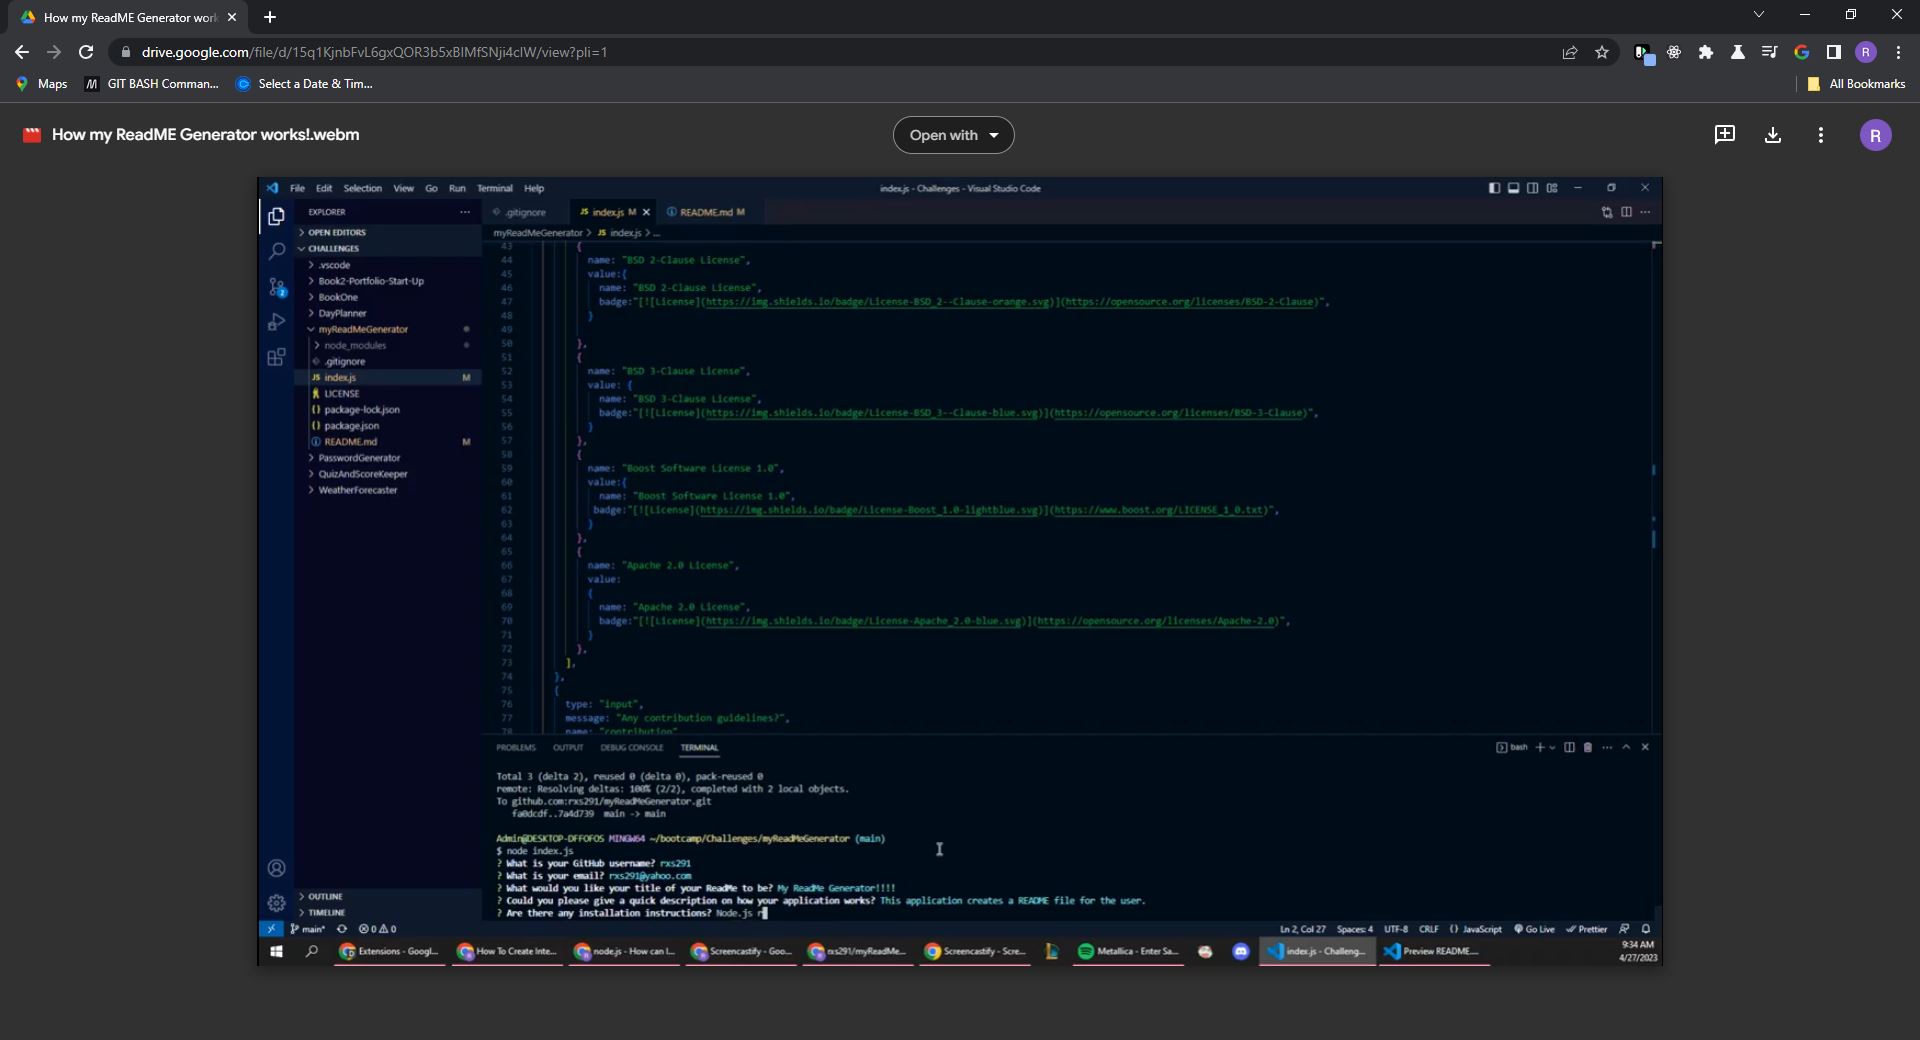 How my ReadME Generator work
drive.google.com/file/d/15q1KjnbFvL6gxQOR3b5xBlMfSNji4clW/view?pli=1
R
Maps
GIT BASH Comman...
Select a Date & Tim...
All Bookmarks
How my ReadME Generator works!.webm
Open with
R
File Edit Selection View Go Run Terminal Help
index.js - Challenges - Visual Studio Code
EXPLORER
.gitignore
JS index.js M
README.md M
OPEN EDITORS
myReadMeGenerator > JS index.js > ...
CHALLENGES
.vscode
Book2-Portfolio-Start-Up
BookOne
DayPlanner
myReadMeGenerator
node_modules
.gitignore
JS index.js M
LICENSE
{} package-lock.json
{} package.json
README.md M
PasswordGenerator
QuizAndScoreKeeper
WeatherForecaster
OUTLINE
TIMELINE
43 {
44 name: "BSD 2-Clause License",
45 value:{
46 name: "BSD 2-Clause License",
47 badge:"[![License](https://img.shields.io/badge/License-BSD_2--Clause-orange.svg)](https://opensource.org/licenses/BSD-2-Clause)",
48 }
49
50 },
51 {
52 name: "BSD 3-Clause License",
53 value: {
54 name: "BSD 3-Clause License",
55 badge:"[![License](https://img.shields.io/badge/License-BSD_3--Clause-blue.svg)](https://opensource.org/licenses/BSD-3-Clause)",
56 }
57 },
58 {
59 name: "Boost Software License 1.0",
60 value:{
61 name: "Boost Software License 1.0",
62 badge:"[![License](https://img.shields.io/badge/License-Boost_1.0-lightblue.svg)](https://www.boost.org/LICENSE_1_0.txt)",
63 }
64 },
65 {
66 name: "Apache 2.0 License",
67 value:
68 {
69 name: "Apache 2.0 License",
70 badge:"[![License](https://img.shields.io/badge/License-Apache_2.0-blue.svg)](https://opensource.org/licenses/Apache-2.0)",
71 }
72 },
73 ],
74 },
75 {
76 type: "input",
77 message: "Any contribution guidelines?",
78 name: "contribution"
PROBLEMS OUTPUT DEBUG CONSOLE TERMINAL
bash
Total 3 (delta 2), reused 0 (delta 0), pack-reused 0
remote: Resolving deltas: 100% (2/2), completed with 2 local objects.
To github.com:rxs291/myReadMeGenerator.git
fa0dcdf..7a4d739 main -> main
Admin@DESKTOP-DFFOFOS MINGW64 ~/bootcamp/Challenges/myReadMeGenerator (main)
$ node index.js
? What is your GitHub username? rxs291
? What is your email? rxs291@yahoo.com
? What would you like your title of your ReadMe to be? My ReadMe Generator!!!!
? Could you please give a quick description on how your application works? This application creates a README file for the user.
? Are there any installation instructions? Node.js r
main* 0 0
Ln 2, Col 27 Spaces: 4 UTF-8 CRLF {} JavaScript Go Live Prettier
Extensions - Googl...
How To Create Inte...
node.js - How can I...
Screencastify - Goo...
rxs291/myReadMe...
Screencastify - Scre...
Metallica - Enter Sa...
index.js - Challeng...
Preview README....
9:34 AM
4/27/2023